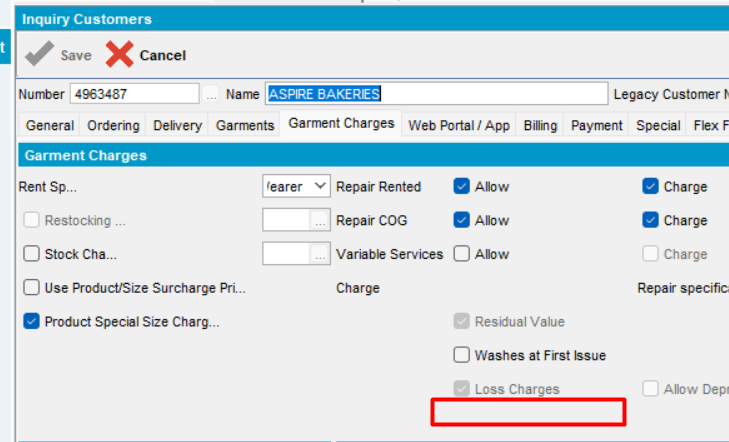 Inquiry Customers
Save Cancel
Number 4963487 ... Name ASPIRE BAKERIES Legacy Customer
General Ordering Delivery Garments Garment Charges Web Portal / App Billing Payment Special Flex
Garment Charges
Rent Sp... Repair Rented Allow Charge
Restocking ... ... Repair COG Allow Charge
Stock Cha... ... Variable Services Allow Charge
Use Product/Size Surcharge Pri... Charge Repair specific
Product Special Size Charg... Residual Value
Washes at First Issue
Loss Charges Allow Depr